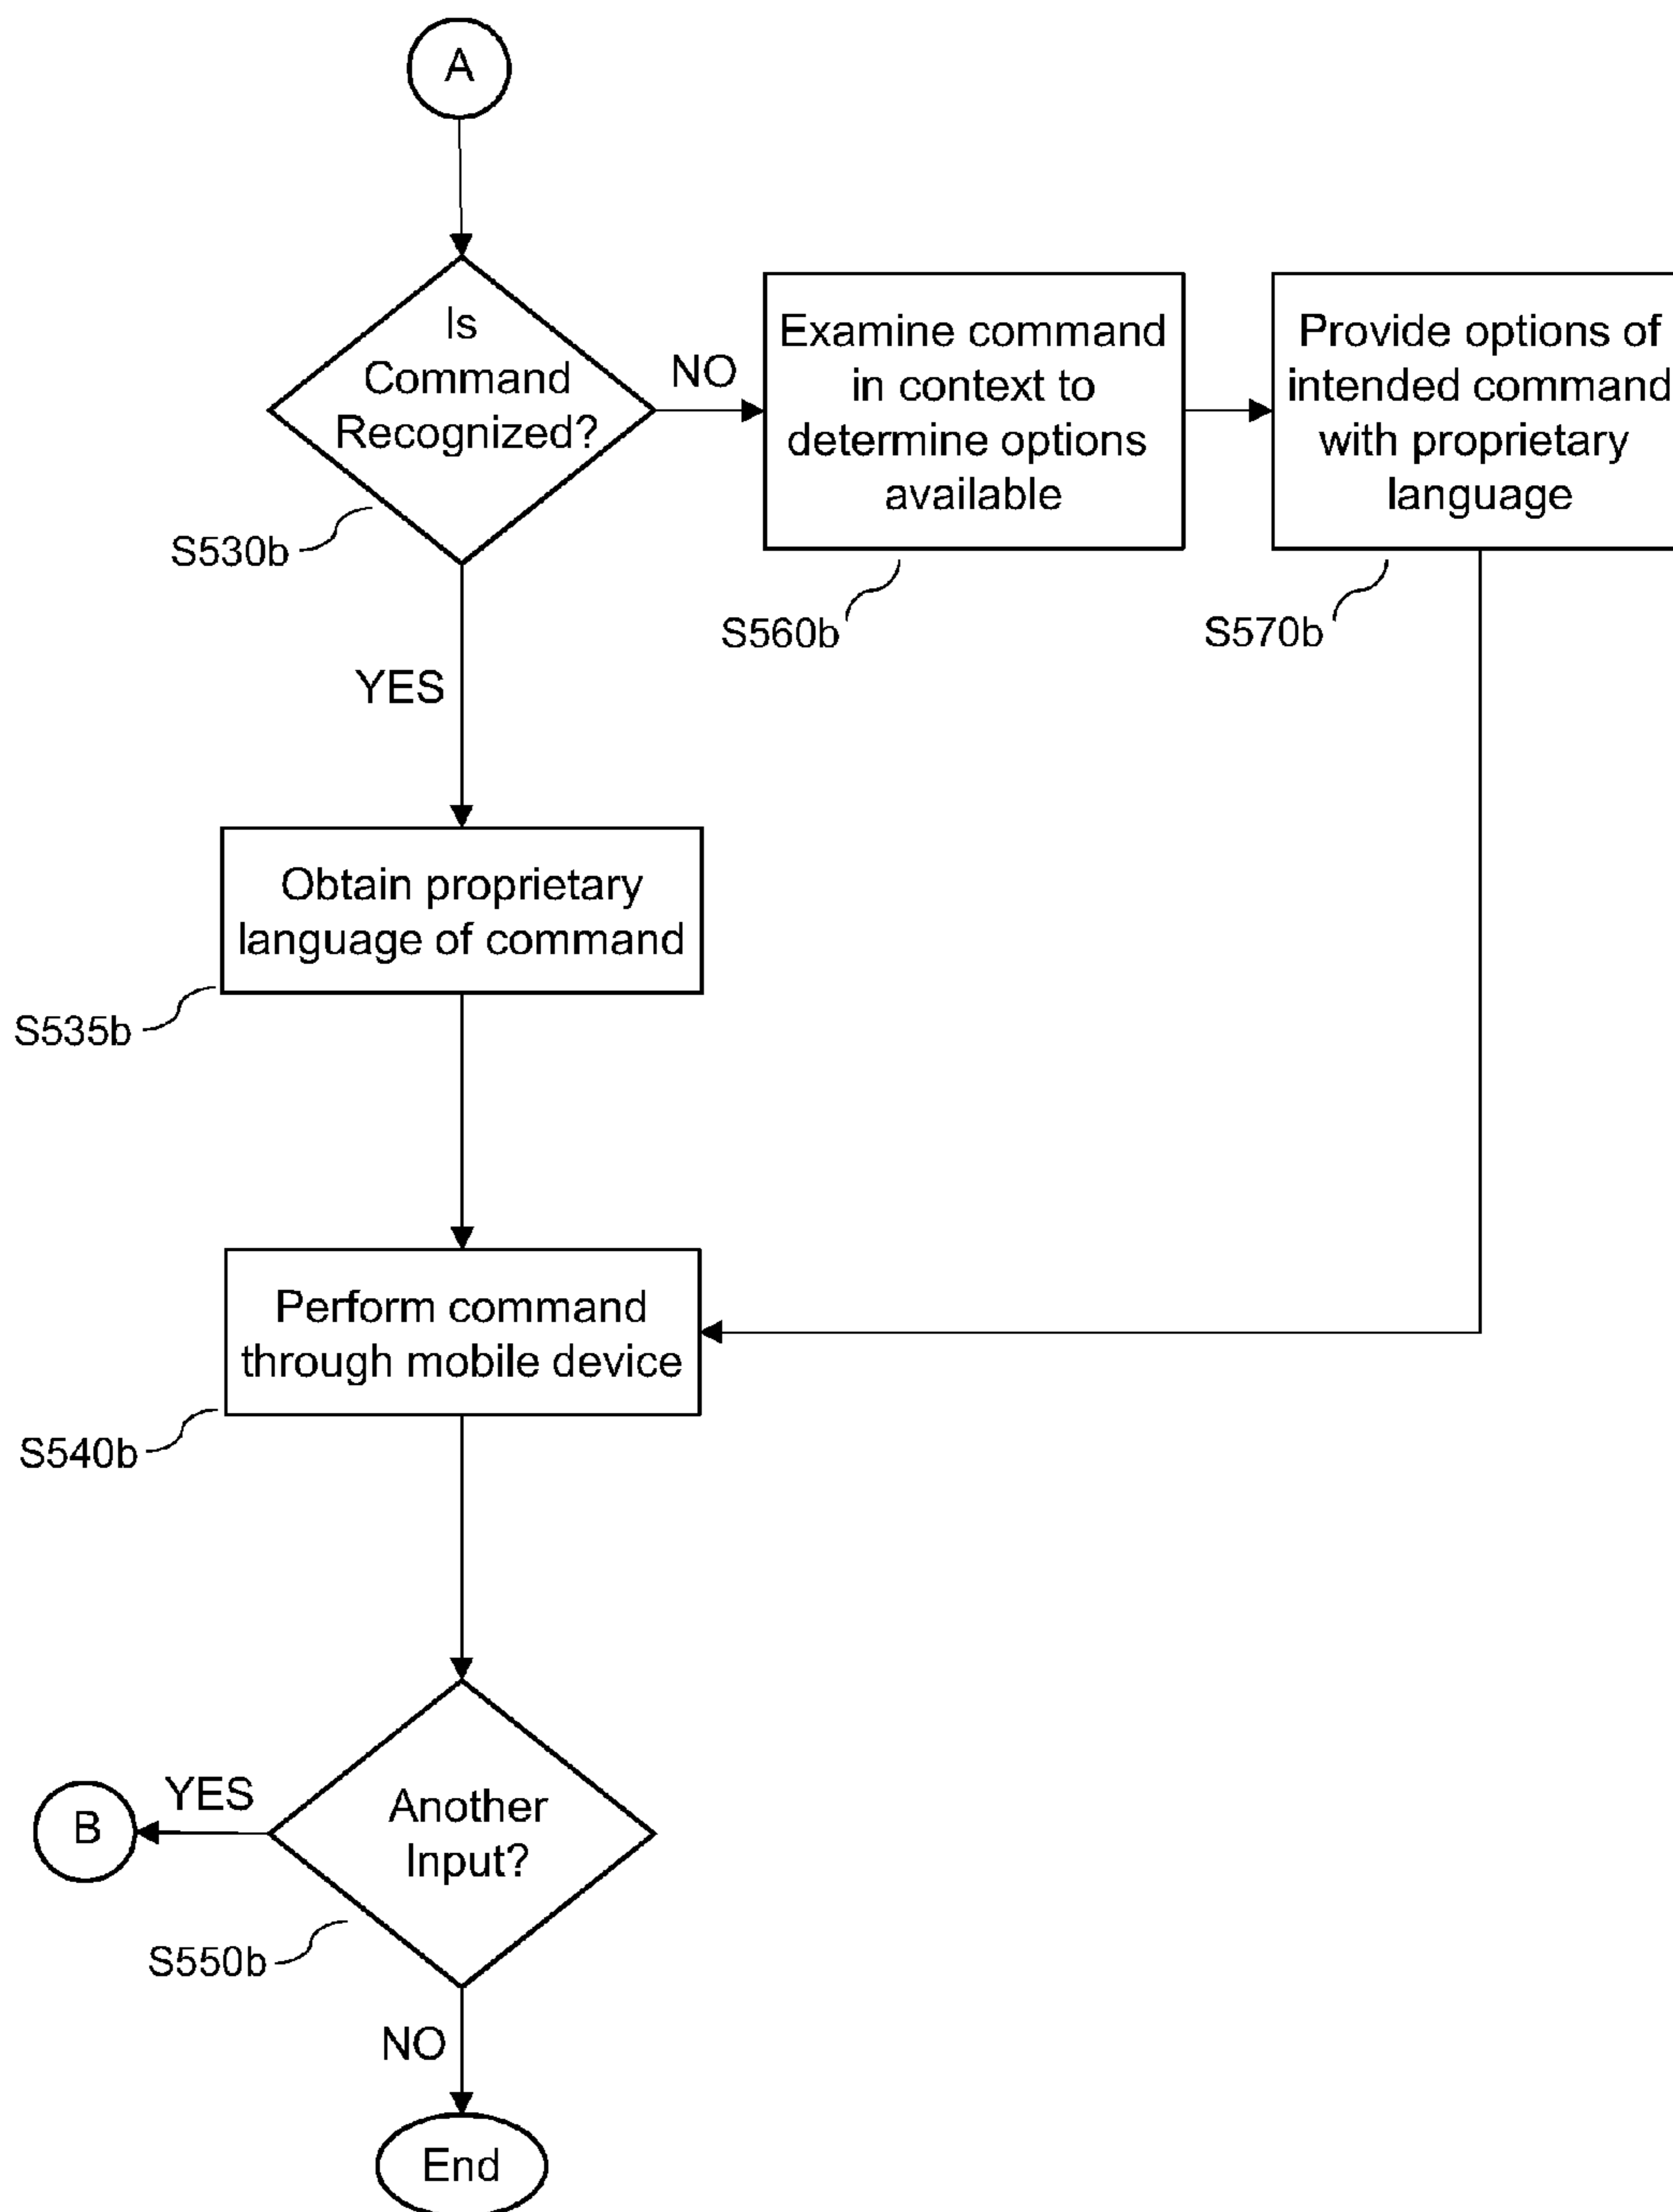 A
Is
Command
Recognized?
NO
Examine command
in context to
determine options
available
Provide options of
intended command
with proprietary
language
S530b
S560b
S570b
YES
Obtain proprietary
language of command
S535b
Perform command
through mobile device
S540b
Another
Input?
YES
B
S550b
NO
End